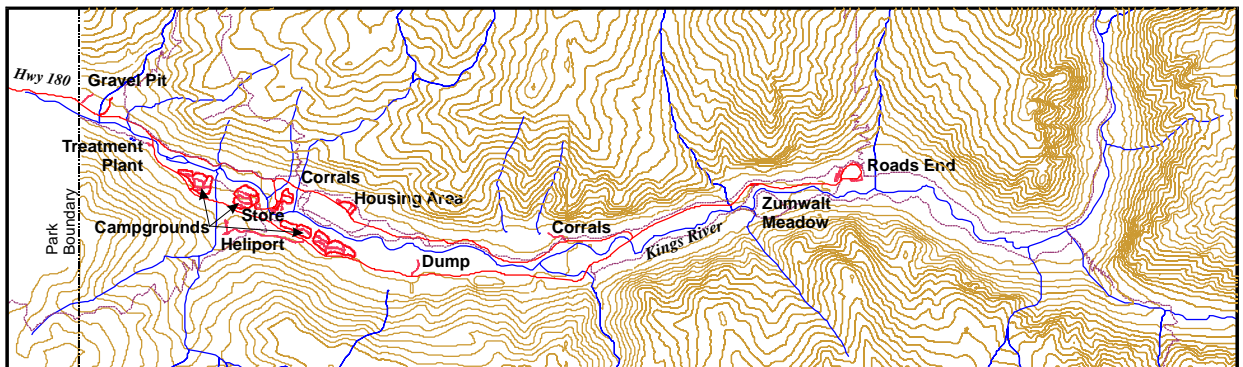 Hwy 180
Gravel Pit
Treatment
Plant
Corrals
Housing Area
Store
Campgrounds
Heliport
Park
Boundary
Dump
Corrals
Kings River
Zumwalt
Meadow
Roads End